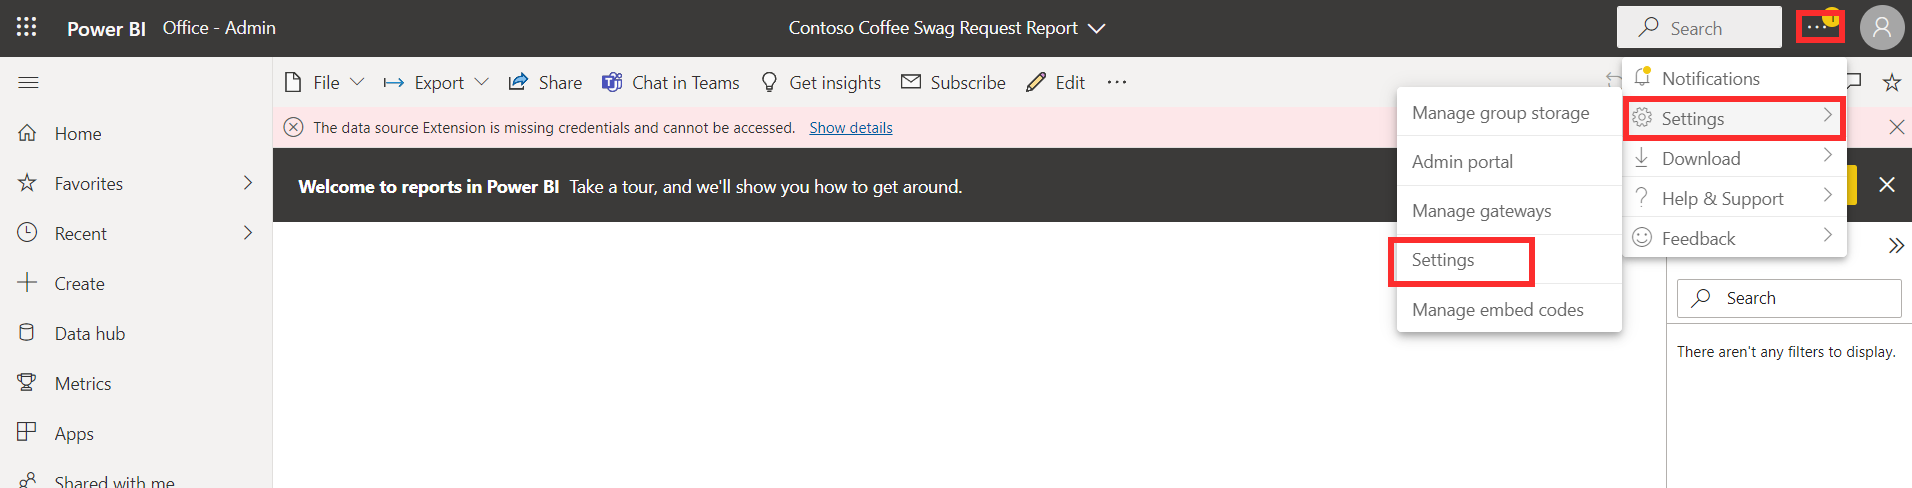 Power BI Office - Admin
Contoso Coffee Swag Request Report
Search
1
File Export Share Chat in Teams Get insights Subscribe Edit
The data source Extension is missing credentials and cannot be accessed. Show details
Welcome to reports in Power BI Take a tour, and we'll show you how to get around.
Home
Favorites
Recent
Create
Data hub
Metrics
Apps
Shared with me
Manage group storage
Admin portal
Manage gateways
Settings
Manage embed codes
Notifications
Settings
Download
Help & Support
Feedback
Search
There aren't any filters to display.